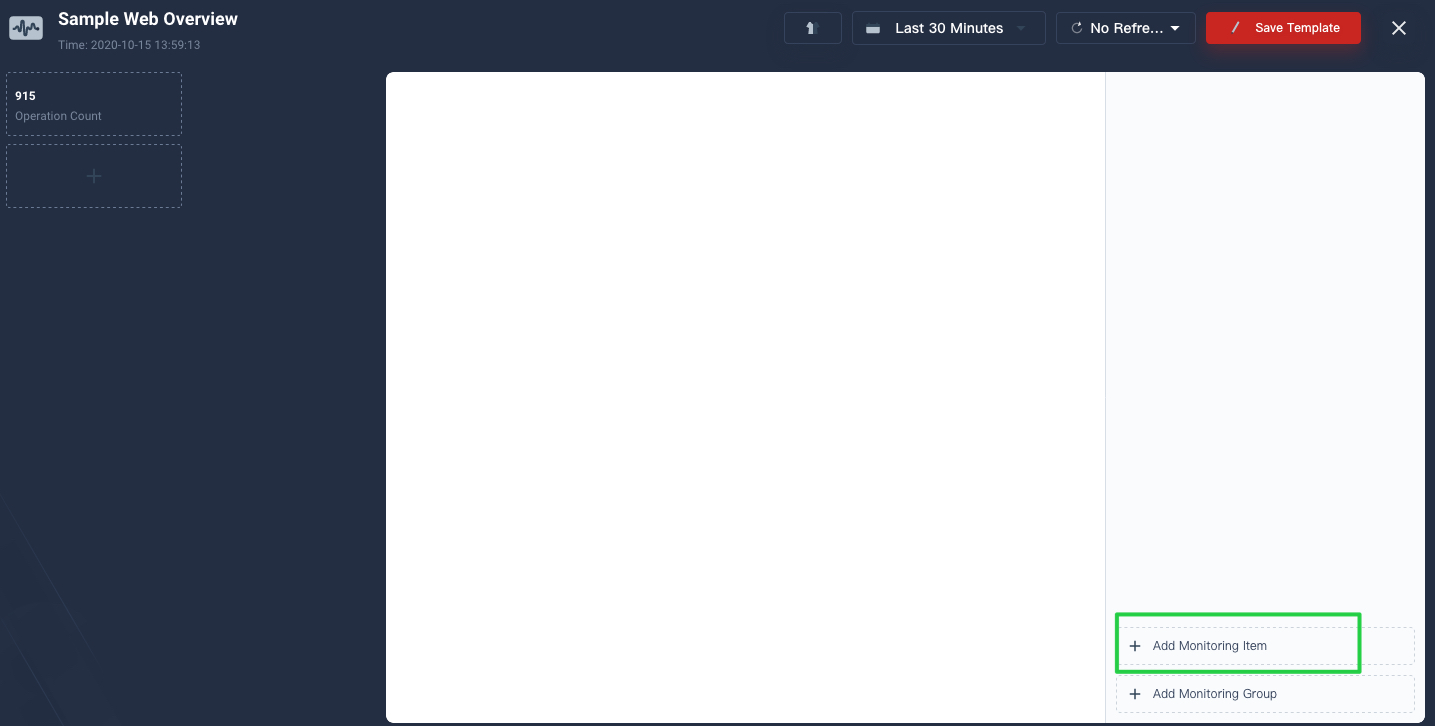 Sample Web Overview
Time: 2020-10-15 13:59:13
Last 30 Minutes
No Refre...
Save Template
915
Operation Count
Add Monitoring Item
Add Monitoring Group